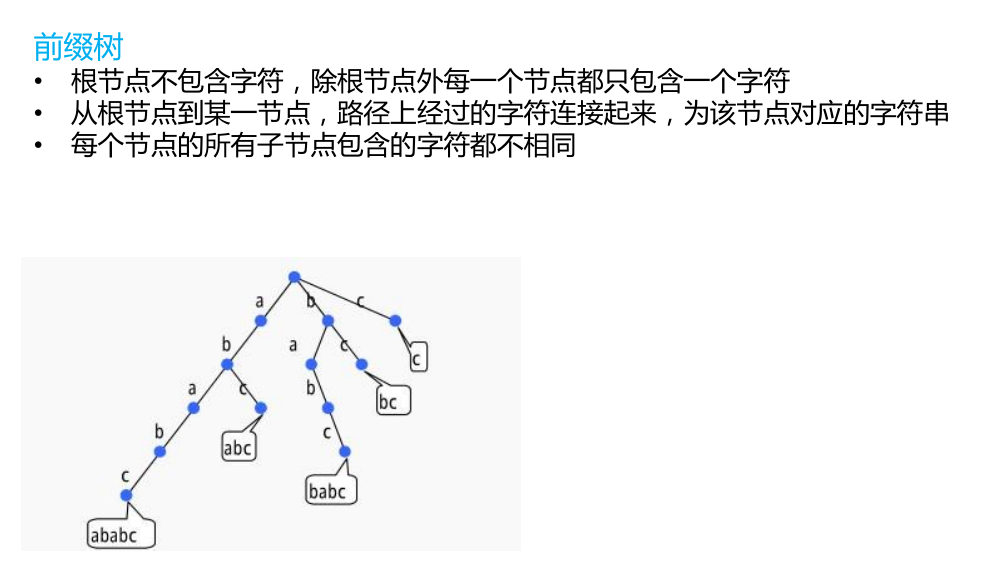 前缀树
• 根节点不包含字符，除根节点外每一个节点都只包含一个字符
• 从根节点到某一节点，路径上经过的字符连接起来，为该节点对应的字符串
• 每个节点的所有子节点包含的字符都不相同
a b c
b a c
c
a c b
bc
b c
abc
c
babc
ababc